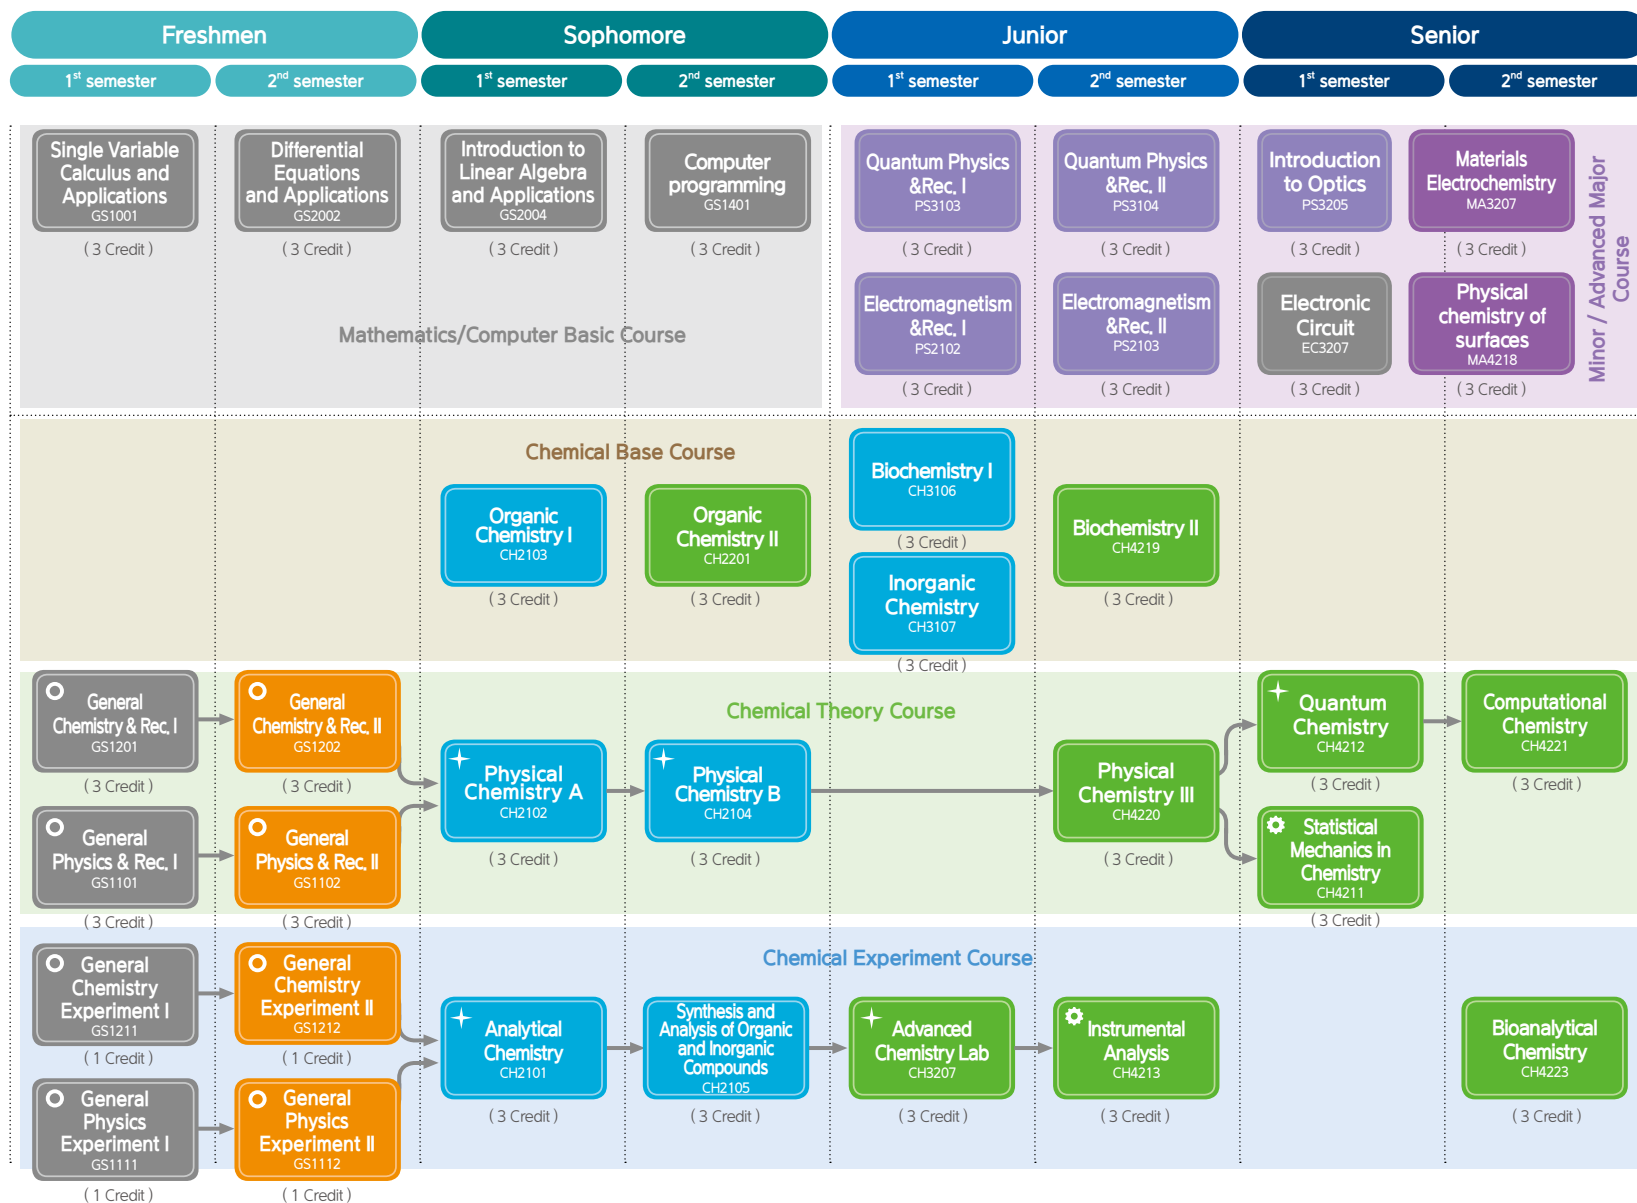 Freshmen
Sophomore
Junior
Senior
1st semester
2nd semester
1st semester
2nd semester
1st semester
2nd semester
1st semester
2nd semester
Single Variable
Calculus and
Applications
GS1001
( 3 Credit )
Differential
Equations
and Applications
GS2002
( 3 Credit )
Introduction to
Linear Algebra
and Applications
GS2004
( 3 Credit )
Computer
programming
GS1401
( 3 Credit )
Mathematics/Computer Basic Course
Quantum Physics
&Rec. I
PS3103
( 3 Credit )
Quantum Physics
&Rec. II
PS3104
( 3 Credit )
Introduction
to Optics
PS3205
( 3 Credit )
Materials
Electrochemistry
MA3207
( 3 Credit )
Electromagnetism
&Rec. I
PS2102
( 3 Credit )
Electromagnetism
&Rec. II
PS2103
( 3 Credit )
Electronic
Circuit
EC3207
( 3 Credit )
Physical
chemistry of
surfaces
MA4218
( 3 Credit )
Minor / Advanced Major
Course
Chemical Base Course
Organic
Chemistry I
CH2103
( 3 Credit )
Organic
Chemistry II
CH2201
( 3 Credit )
Biochemistry I
CH3106
( 3 Credit )
Inorganic
Chemistry
CH3107
( 3 Credit )
Biochemistry II
CH4219
( 3 Credit )
Chemical Theory Course
General
Chemistry & Rec. I
GS1201
( 3 Credit )
General
Chemistry & Rec. II
GS1202
( 3 Credit )
General
Physics & Rec. I
GS1101
( 3 Credit )
General
Physics & Rec. II
GS1102
( 3 Credit )
Physical
Chemistry A
CH2102
( 3 Credit )
Physical
Chemistry B
CH2104
( 3 Credit )
Physical
Chemistry III
CH4220
( 3 Credit )
Quantum
Chemistry
CH4212
( 3 Credit )
Computational
Chemistry
CH4221
( 3 Credit )
Statistical
Mechanics in
Chemistry
CH4211
( 3 Credit )
Chemical Experiment Course
General
Chemistry
Experiment I
GS1211
( 1 Credit )
General
Chemistry
Experiment II
GS1212
( 1 Credit )
General
Physics
Experiment I
GS1111
( 1 Credit )
General
Physics
Experiment II
GS1112
( 1 Credit )
Analytical
Chemistry
CH2101
( 3 Credit )
Synthesis and
Analysis of Organic
and Inorganic
Compounds
CH2105
( 3 Credit )
Advanced
Chemistry Lab
CH3207
( 3 Credit )
Instrumental
Analysis
CH4213
( 3 Credit )
Bioanalytical
Chemistry
CH4223
( 3 Credit )